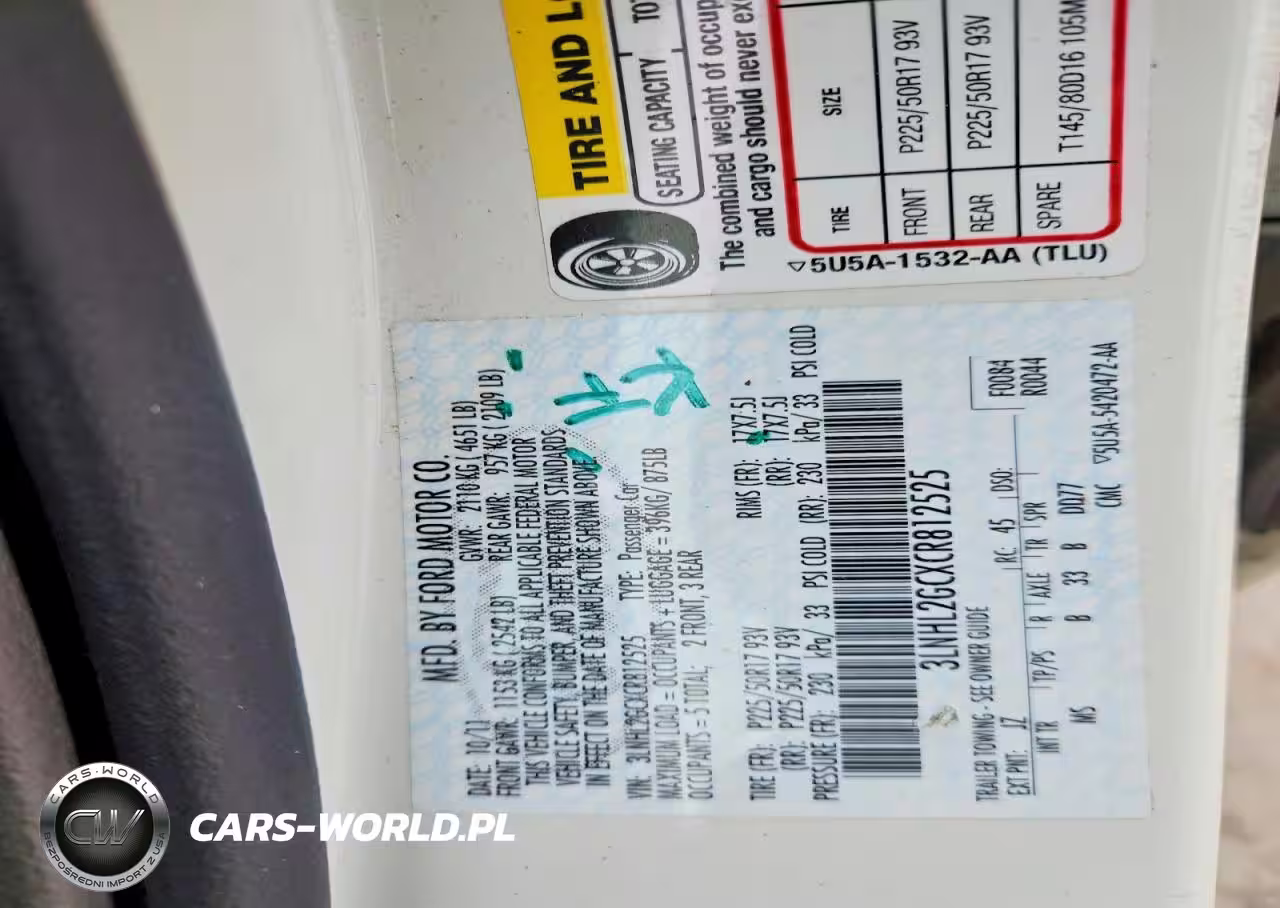 TIRE AND
SEATING CAPACITY
The combined weight of
and cargo should never
TIRE SIZE
FRONT P225/50R17 93V
REAR P225/50R17 93V
SPARE T145/80D16 105M
5U5A-1532-AA (TLU)
MFD. BY FORD MOTOR CO.
DATE: 10/11 GVWR: 2110 KG ( 4651 LB)
FRONT GAWR: 1153 KG ( 2542 LB) REAR GAWR: 957 KG ( 2109 LB)
THIS VEHICLE CONFORMS TO ALL APPLICABLE FEDERAL MOTOR
VEHICLE SAFETY, BUMPER, AND THEFT PREVENTION STANDARDS
IN EFFECT ON THE DATE OF MANUFACTURE SHOWN ABOVE.
VIN: 3LNHL2GCXCR812525 TYPE: Passenger Car
MAXIMUM LOAD = OCCUPANTS + LUGGAGE = 396KG/ 875LB
OCCUPANTS = 5 TOTAL; 2 FRONT, 3 REAR
TIRE (FR): P225/50R17 93V RIMS (FR): 17X7.5J
(RR): P225/50R17 93V (RR): 17X7.5J
PRESSURE (FR): 230 kPa/ 33 PSI COLD (RR): 230 kPa/ 33 PSI COLD
3LNHL2GCXCR812525
TRAILER TOWING - SEE OWNER GUIDE
F0084
R0044
EXT PNT: JZ RC: 45 DSO:
INT TR TP/PS R AXLE TR SPR
MS B 33 B DD77
CMC 5U5A-5420472-AA
CARS-WORLD
CW
BEZPOŚREDNI IMPORT Z USA
CARS-WORLD.PL